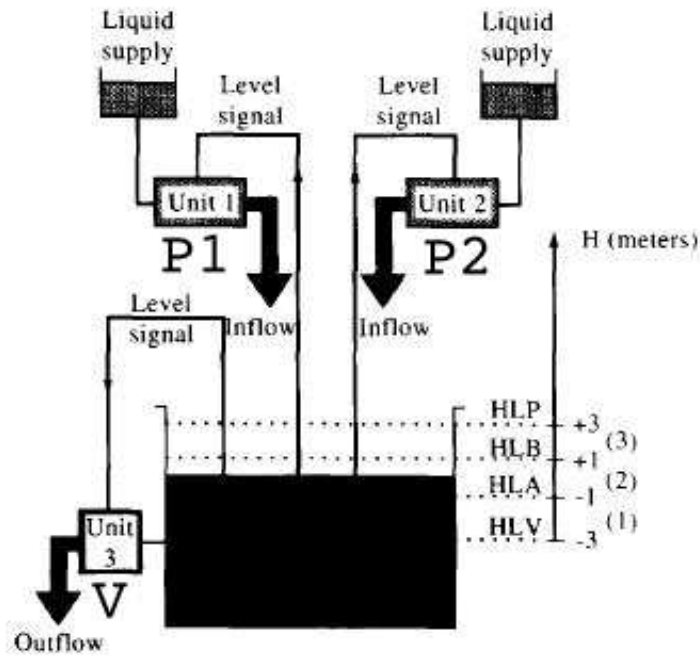 Liquid
supply
Liquid
supply
Level
signal
Level
signal
Unit 1
Unit 2
P1
P2
H (meters)
Level
signal
Inflow
Inflow
HLP
+3
(3)
HLB
+1
(2)
HLA
-1
(1)
HLV
-3
Unit
3
V
Outflow